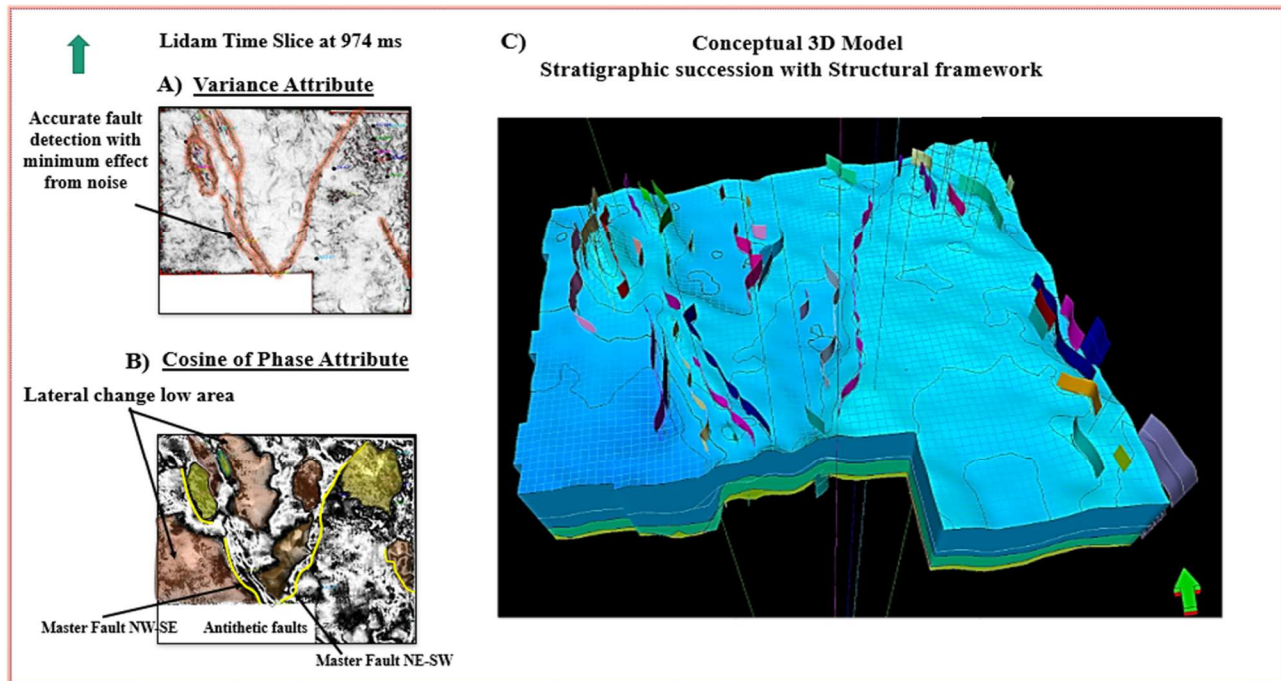 Lidam Time Slice at 974 ms
A) Variance Attribute
Accurate fault
detection with
minimum effect
from noise
B) Cosine of Phase Attribute
Lateral change low area
Master Fault NW-SE
Antithetic faults
Master Fault NE-SW
C)
Conceptual 3D Model
Stratigraphic succession with Structural framework